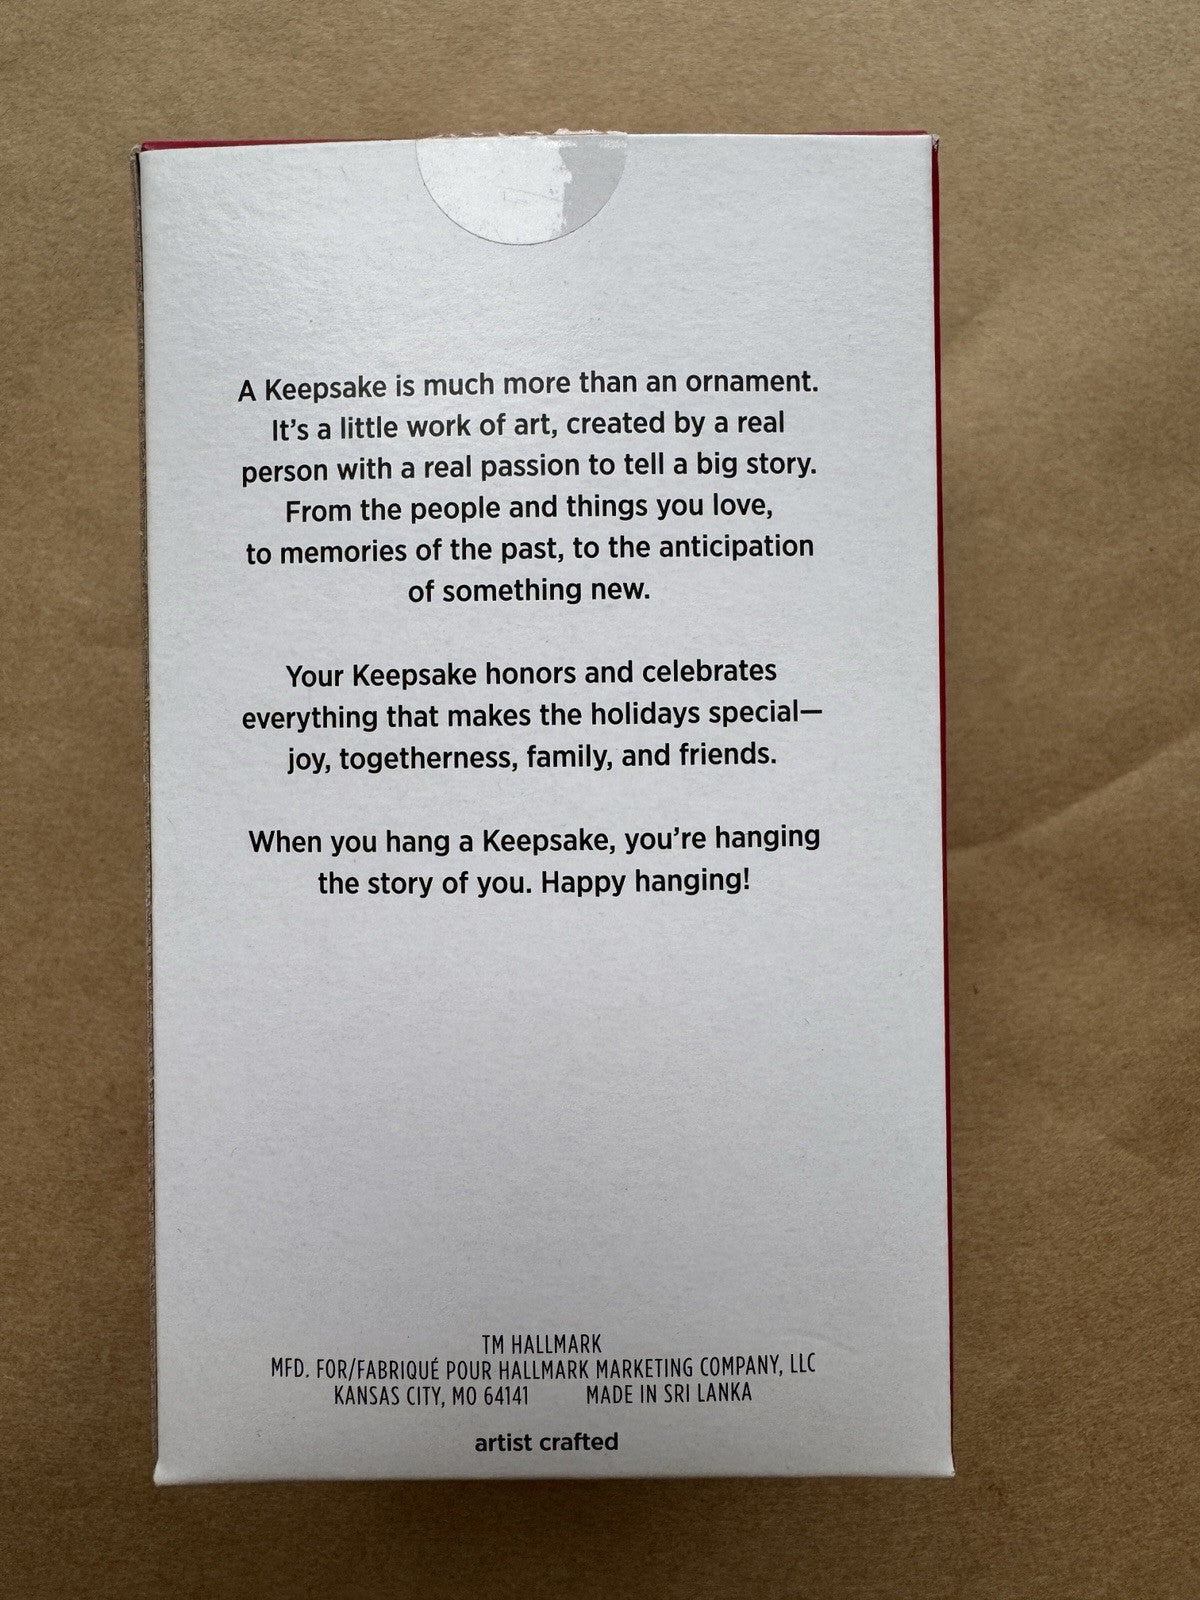 A Keepsake is much more than an ornament.
It's a little work of art, created by a real
person with a real passion to tell a big story.
From the people and things you love,
to memories of the past, to the anticipation
of something new.
Your Keepsake honors and celebrates
everything that makes the holidays special—
joy, togetherness, family, and friends.
When you hang a Keepsake, you're hanging
the story of you. Happy hanging!
TM HALLMARK
MFD. FOR/FABRIQUÉ POUR HALLMARK MARKETING COMPANY, LLC
KANSAS CITY, MO 64141 MADE IN SRI LANKA
artist crafted